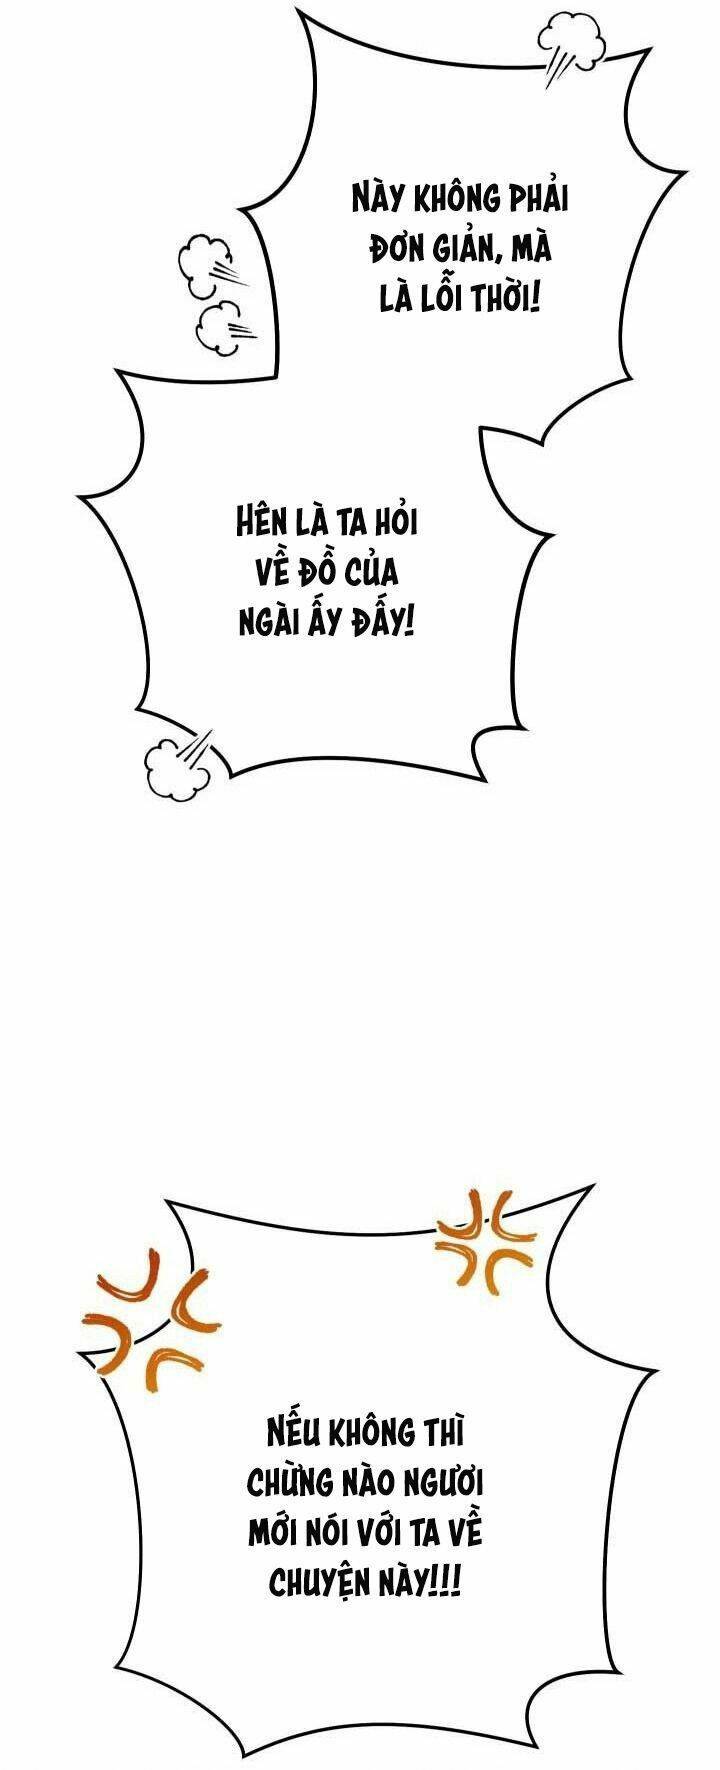 NÀY KHÔNG PHẢI
ĐƠN GIẢN, MÀ
LÀ LỖI THỜI!
HÊN LÀ TA HỎI
VỀ ĐỒ CỦA
NGÀI ẤY ĐẤY!
NẾU KHÔNG THÌ
CHỪNG NÀO NGƯƠI
MỚI NÓI VỚI TA VỀ
CHUYỆN NÀY!!!